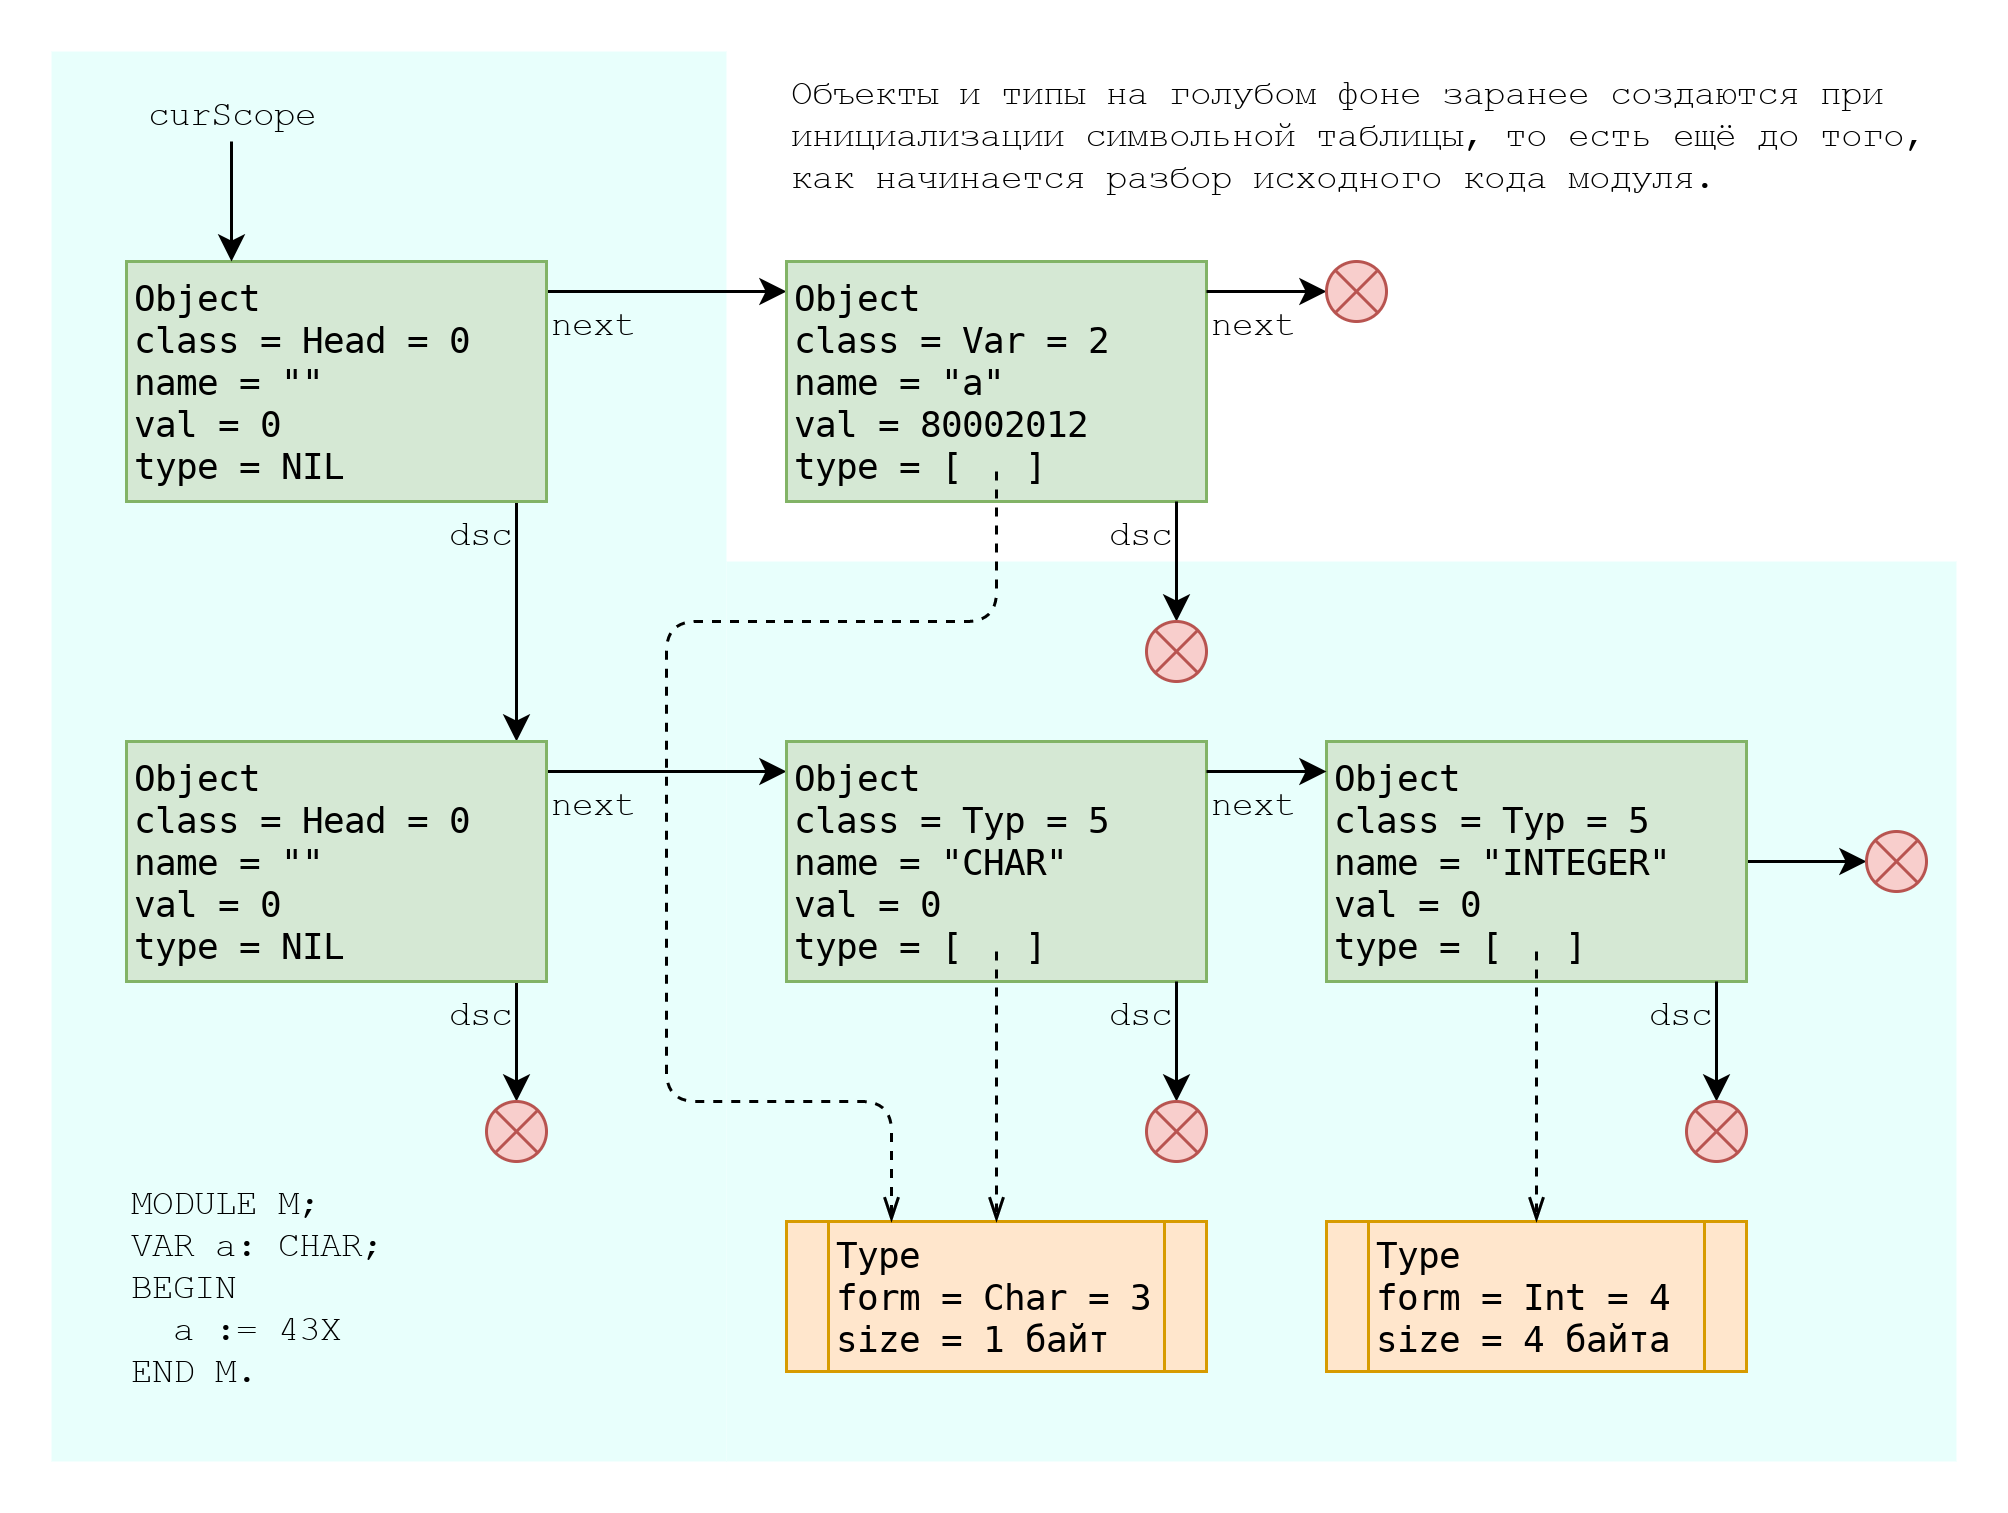 Объекты и типы на голубом фоне заранее создаются при
инициализации символьной таблицы, то есть ещё до того,
как начинается разбор исходного кода модуля.
curScope
Object
class = Head = 0
name = ""
val = 0
type = NIL
next
dsc
Object
class = Var = 2
name = "a"
val = 80002012
type = [ ]
next
dsc
Object
class = Head = 0
name = ""
val = 0
type = NIL
next
dsc
Object
class = Typ = 5
name = "CHAR"
val = 0
type = [ ]
next
dsc
Object
class = Typ = 5
name = "INTEGER"
val = 0
type = [ ]
dsc
MODULE M;
VAR a: CHAR;
BEGIN
a := 43X
END M.
Type
form = Char = 3
size = 1 байт
Type
form = Int = 4
size = 4 байта